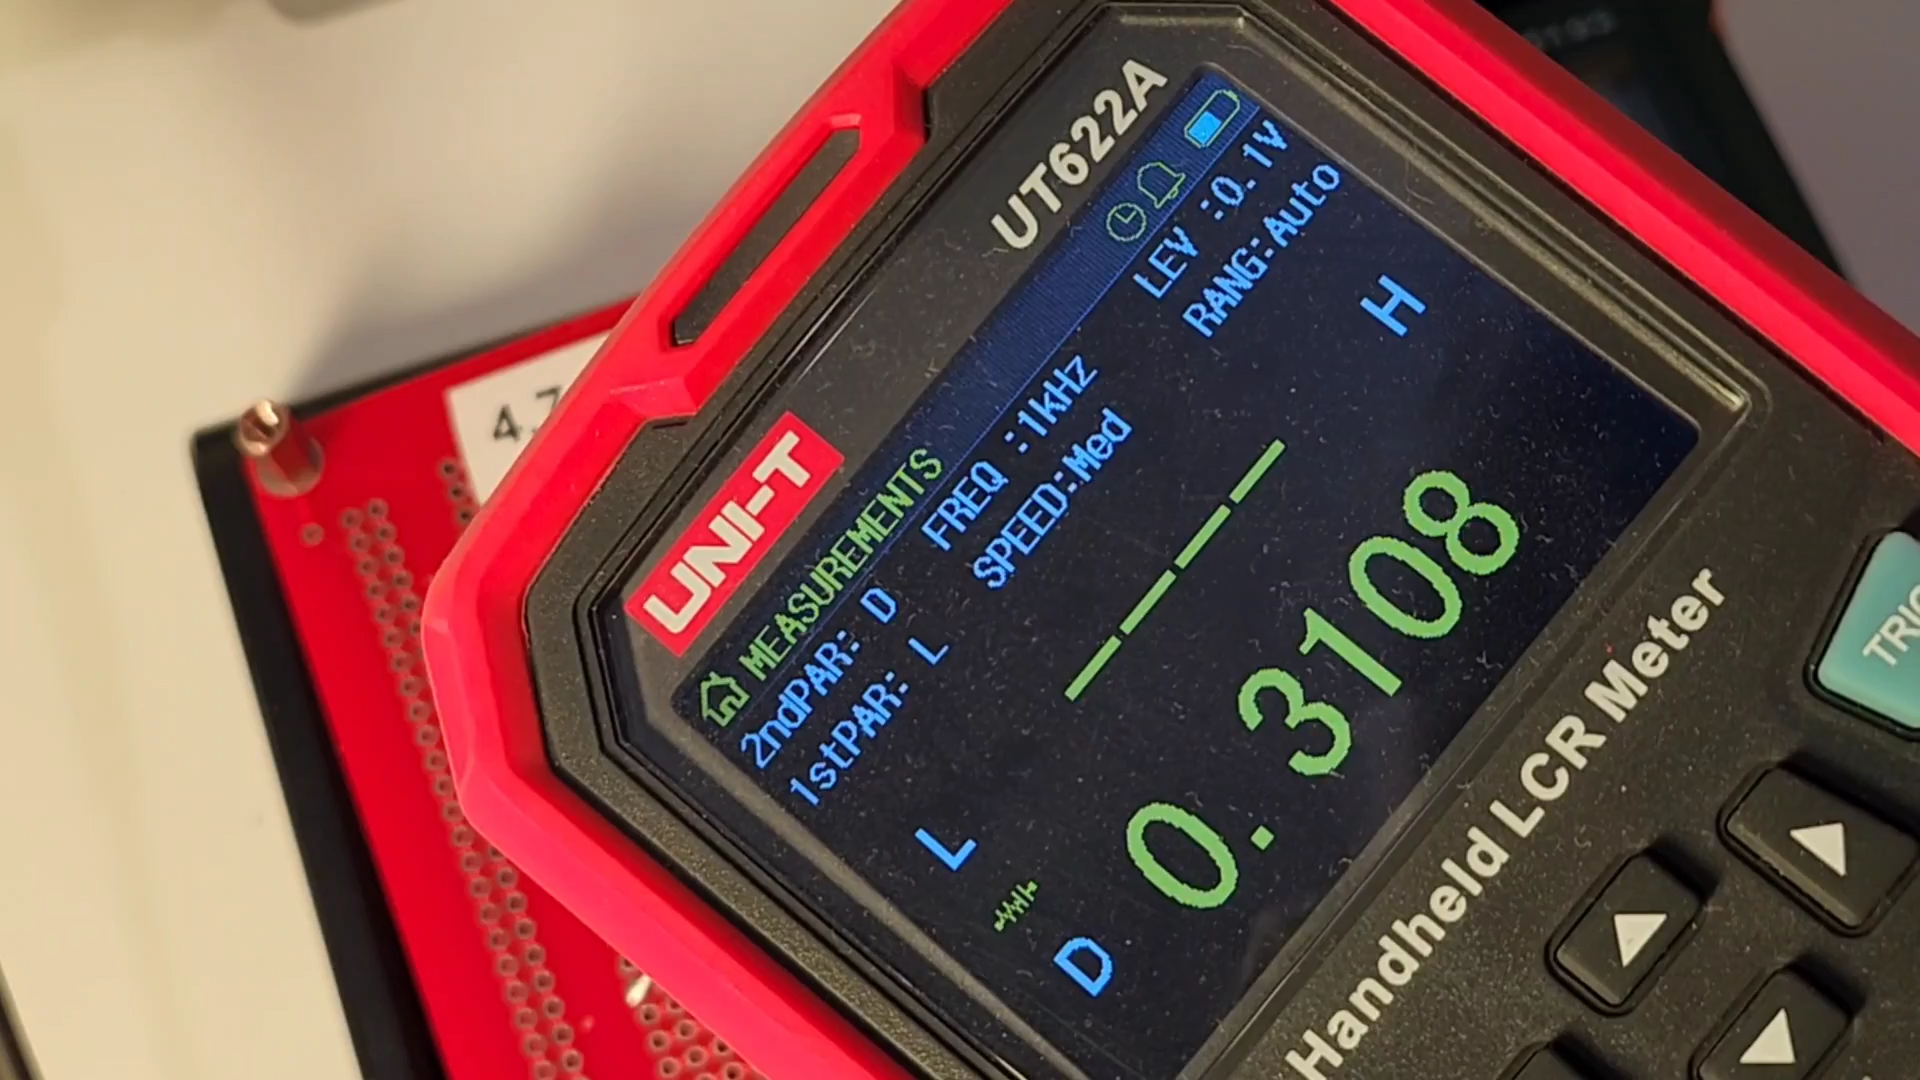 UNI-T
UT622A
MEASUREMENTS
2ndPAR: D FREQ :1kHz LEV :0.1V
1stPAR: L SPEED:Med RANG:Auto
L ---- H
D 0.3108
Handheld LCR Meter
4.7